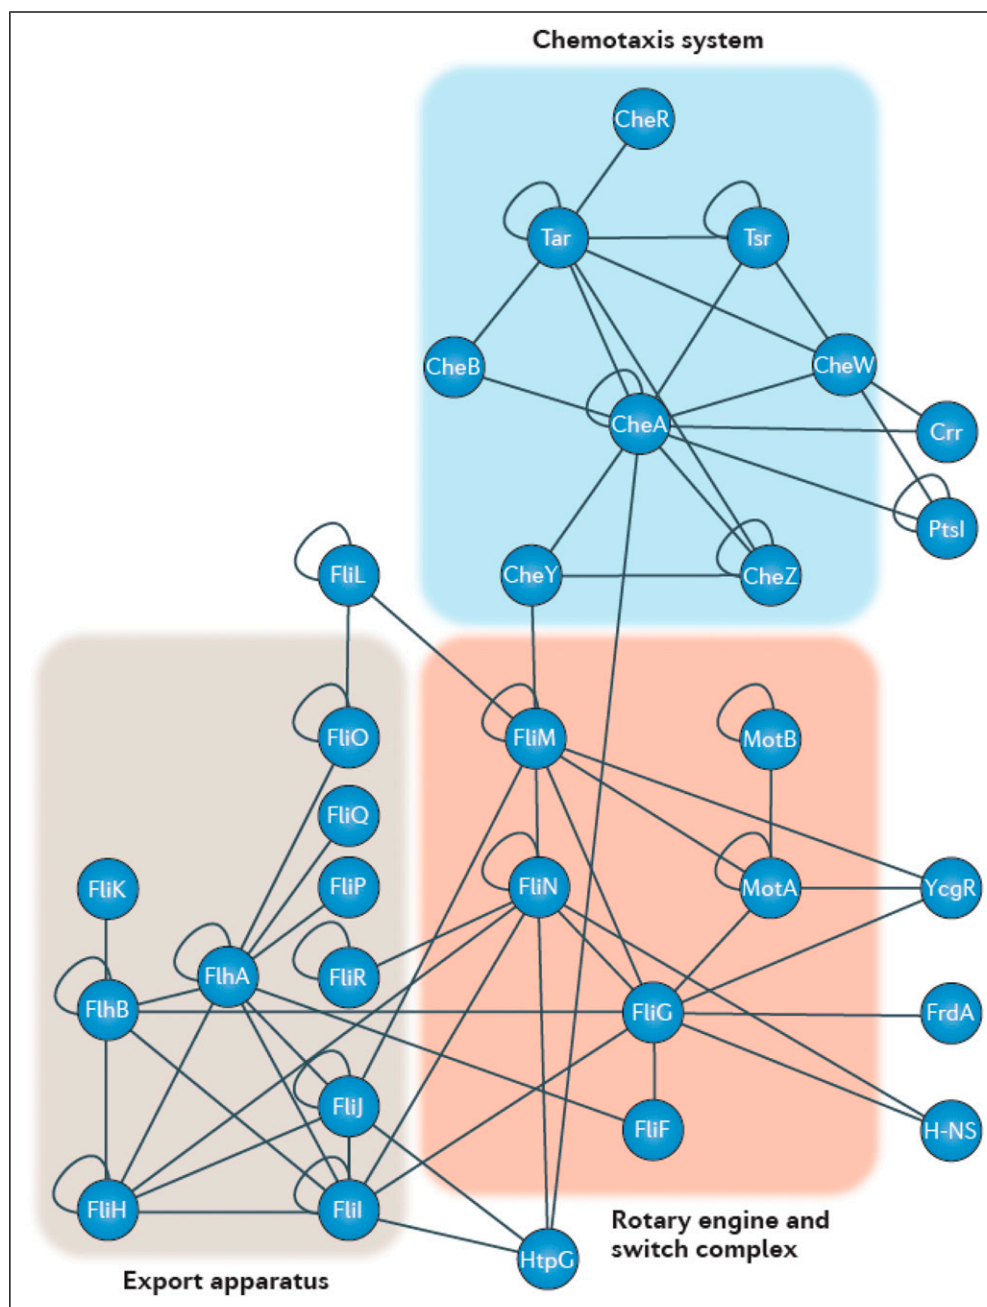 Chemotaxis system
CheR
Tar
Tsr
CheB
CheW
CheA
Crr
PtsI
FliL
CheY
CheZ
FliO
FliM
MotB
FliQ
FliK
FliP
FliN
MotA
YcgR
FlhA
FliR
FlhB
FliG
FrdA
FliJ
FliF
H-NS
FliH
FliI
HtpG
Rotary engine and
switch complex
Export apparatus